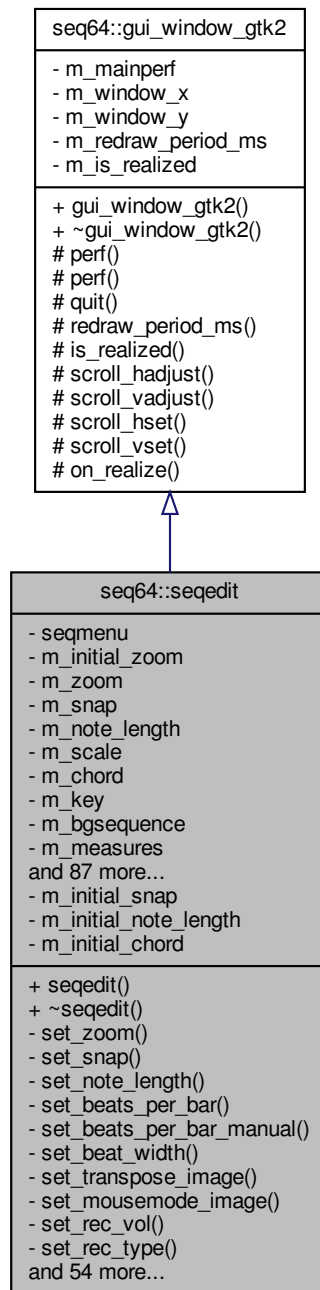 seq64::gui_window_gtk2
- m_mainperf
- m_window_x
- m_window_y
- m_redraw_period_ms
- m_is_realized
+ gui_window_gtk2()
+ ~gui_window_gtk2()
# perf()
# perf()
# quit()
# redraw_period_ms()
# is_realized()
# scroll_hadjust()
# scroll_vadjust()
# scroll_hset()
# scroll_vset()
# on_realize()
seq64::seqedit
- seqmenu
- m_initial_zoom
- m_zoom
- m_snap
- m_note_length
- m_scale
- m_chord
- m_key
- m_bgsequence
- m_measures
and 87 more...
- m_initial_snap
- m_initial_note_length
- m_initial_chord
+ seqedit()
+ ~seqedit()
- set_zoom()
- set_snap()
- set_note_length()
- set_beats_per_bar()
- set_beats_per_bar_manual()
- set_beat_width()
- set_transpose_image()
- set_mousemode_image()
- set_rec_vol()
- set_rec_type()
and 54 more...